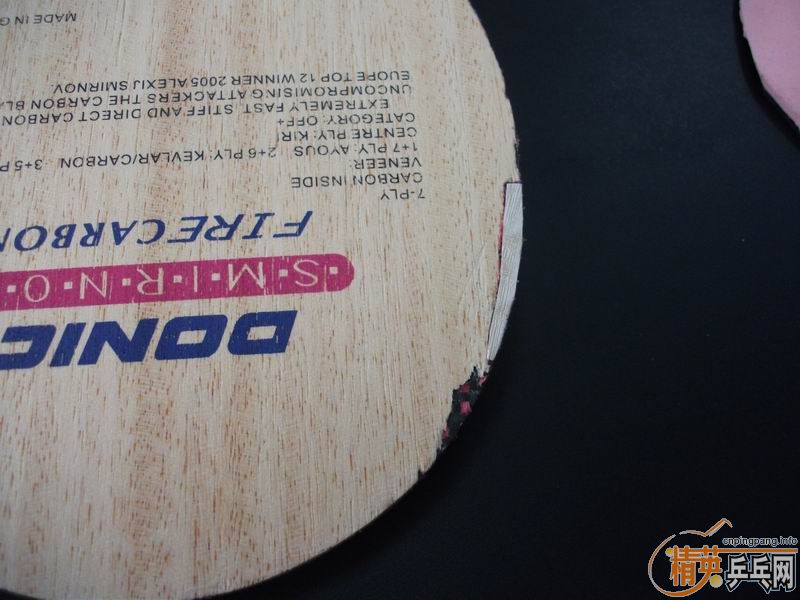 DONIC
S·M·I·R·N·O
FIRECARBON
7-PLY
CARBON INSIDE
VENEER:
1+7 PLY: AYOUS 2+6 PLY: KEVLAR/CARBON 3+5 P
CENTRE PLY: KIRI
CATEGORY: OFF+
EXTREMELY FAST, STIFF AND DIRECT CARBON
UNCOMPROMISING ATTACKERS THE CARBON BLA
EUOPE TOP 12 WINNER 2005 ALEXIJ SMIRNOV.
MADE IN G
cnpingpang.info
精英乒乓网